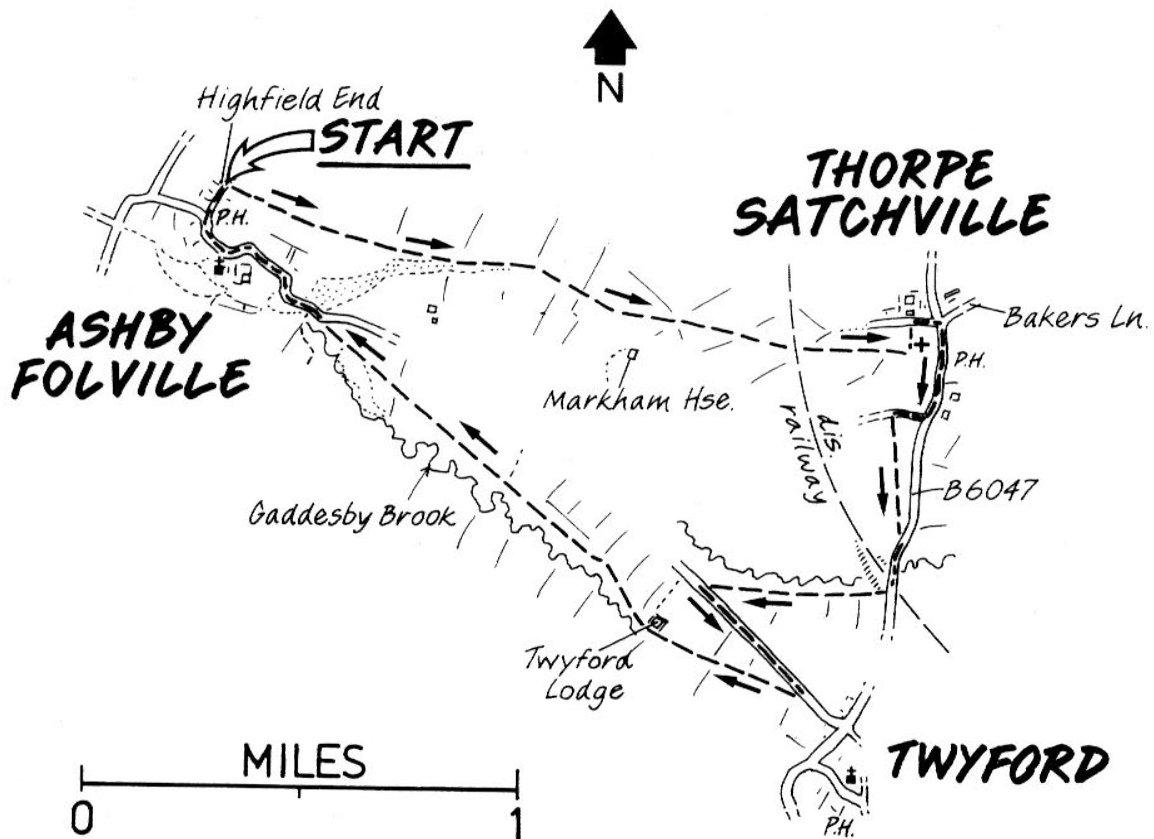 N
Highfield End
START
THORPE
SATCHVILLE
P.H.
Bakers Ln.
ASHBY
FOLVILLE
P.H.
Markham Hse.
dis.
railway
B6047
Gaddesby Brook
Twyford
Lodge
TWYFORD
MILES
0
1
P.H.